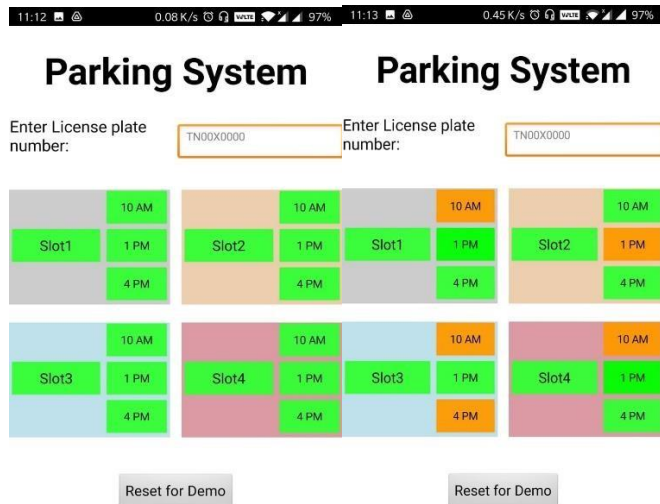 11:12 0.08 K/s VoLTE 97%
Parking System
Enter License plate
number:
TN00X0000
10 AM
Slot1 1 PM
4 PM
10 AM
Slot2 1 PM
4 PM
10 AM
Slot3 1 PM
4 PM
10 AM
Slot4 1 PM
4 PM
Reset for Demo
11:13 0.45 K/s VoLTE 97%
Parking System
Enter License plate
number:
TN00X0000
10 AM
Slot1 1 PM
4 PM
10 AM
Slot2 1 PM
4 PM
10 AM
Slot3 1 PM
4 PM
10 AM
Slot4 1 PM
4 PM
Reset for Demo